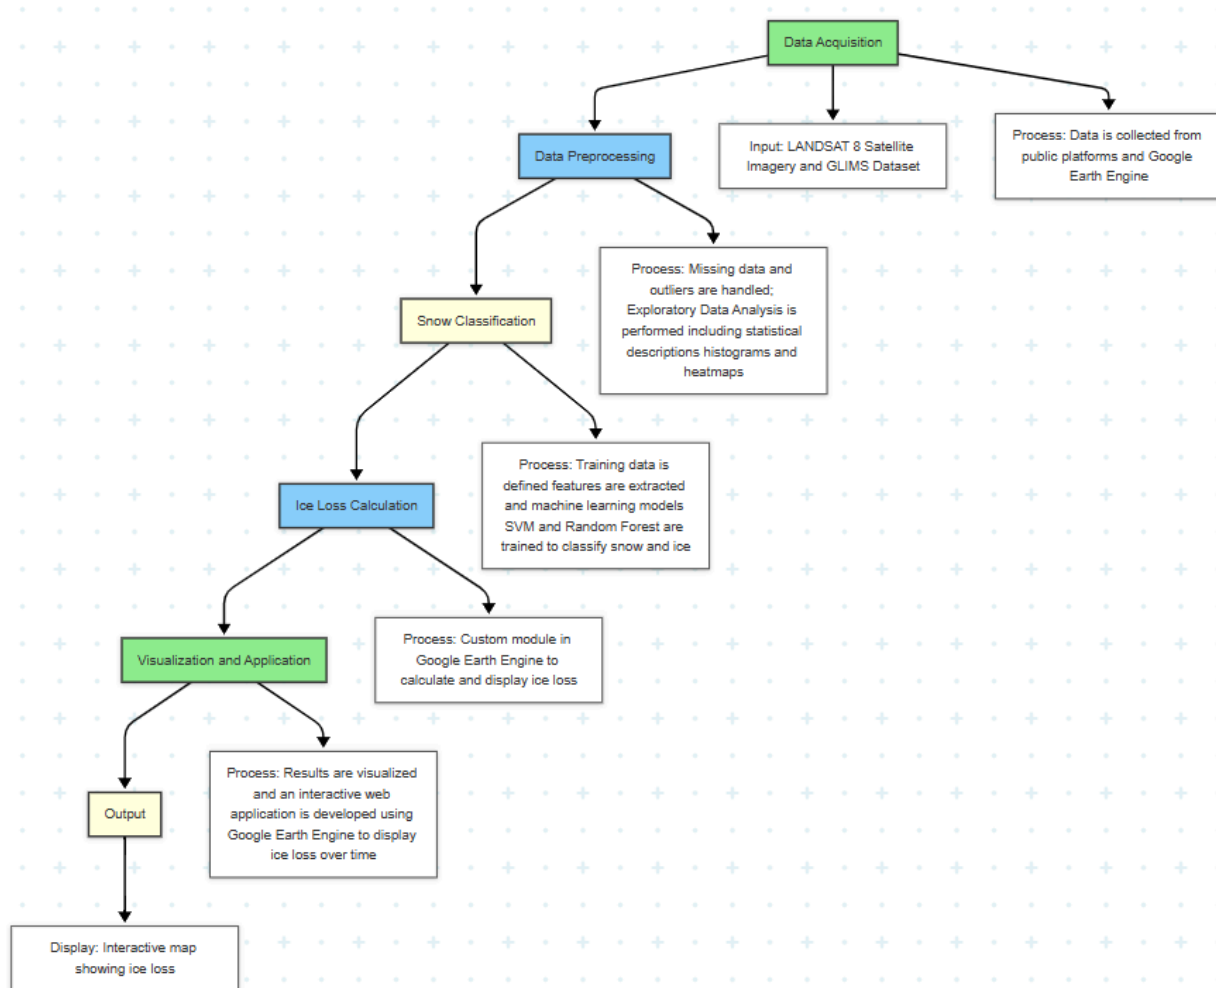 Data Acquisition
Data Preprocessing
Input: LANDSAT 8 Satellite
Imagery and GLIMS Dataset
Process: Data is collected from
public platforms and Google
Earth Engine
Snow Classification
Process: Missing data and
outliers are handled;
Exploratory Data Analysis is
performed including statistical
descriptions histograms and
heatmaps
Ice Loss Calculation
Process: Training data is
defined features are extracted
and machine learning models
SVM and Random Forest are
trained to classify snow and ice
Visualization and Application
Process: Custom module in
Google Earth Engine to
calculate and display ice loss
Output
Process: Results are visualized
and an interactive web
application is developed using
Google Earth Engine to display
ice loss over time
Display: Interactive map
showing ice loss